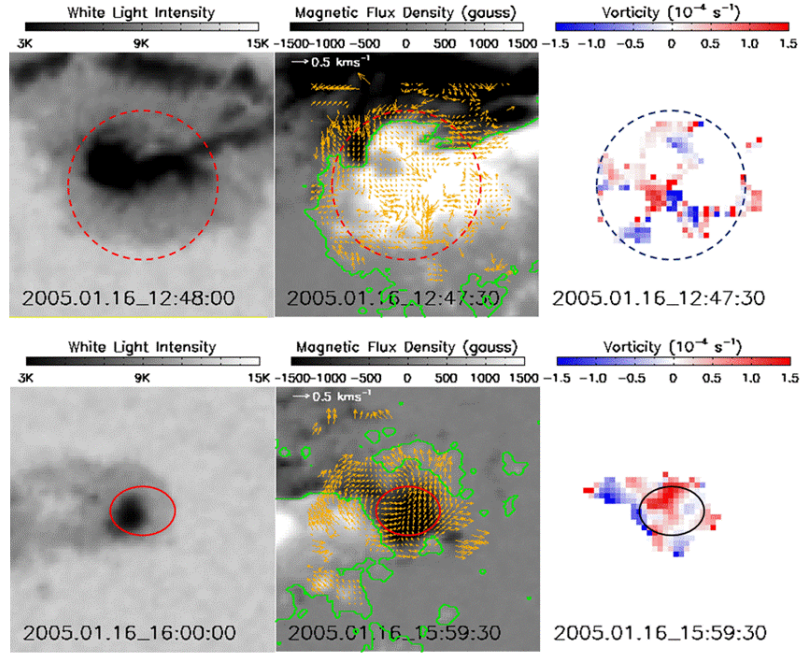 White Light Intensity
3K 9K 15K
Magnetic Flux Density (gauss)
-1500-1000 -500 0 500 1000 1500
Vorticity (10⁻⁴ s⁻¹)
-1.5 -1.0 -0.5 0 0.5 1.0 1.5
0.5 kms⁻¹
2005.01.16_12:48:00
2005.01.16_12:47:30
2005.01.16_12:47:30
White Light Intensity
3K 9K 15K
Magnetic Flux Density (gauss)
-1500-1000 -500 0 500 1000 1500
Vorticity (10⁻⁴ s⁻¹)
-1.5 -1.0 -0.5 0 0.5 1.0 1.5
0.5 kms⁻¹
2005.01.16_16:00:00
2005.01.16_15:59:30
2005.01.16_15:59:30